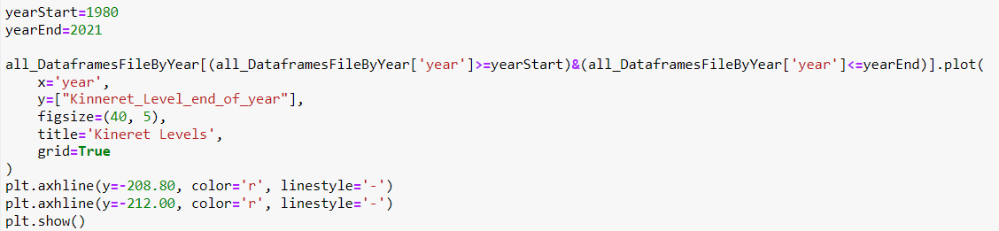 yearStart=1980
yearEnd=2021
all_DataframesFileByYear[(all_DataframesFileByYear['year']>=yearStart)&(all_DataframesFileByYear['year']<=yearEnd)].plot(
x='year',
y=["Kinneret_Level_end_of_year"],
figsize=(40, 5),
title='Kineret Levels',
grid=True
)
plt.axhline(y=-208.80, color='r', linestyle='-')
plt.axhline(y=-212.00, color='r', linestyle='-')
plt.show()